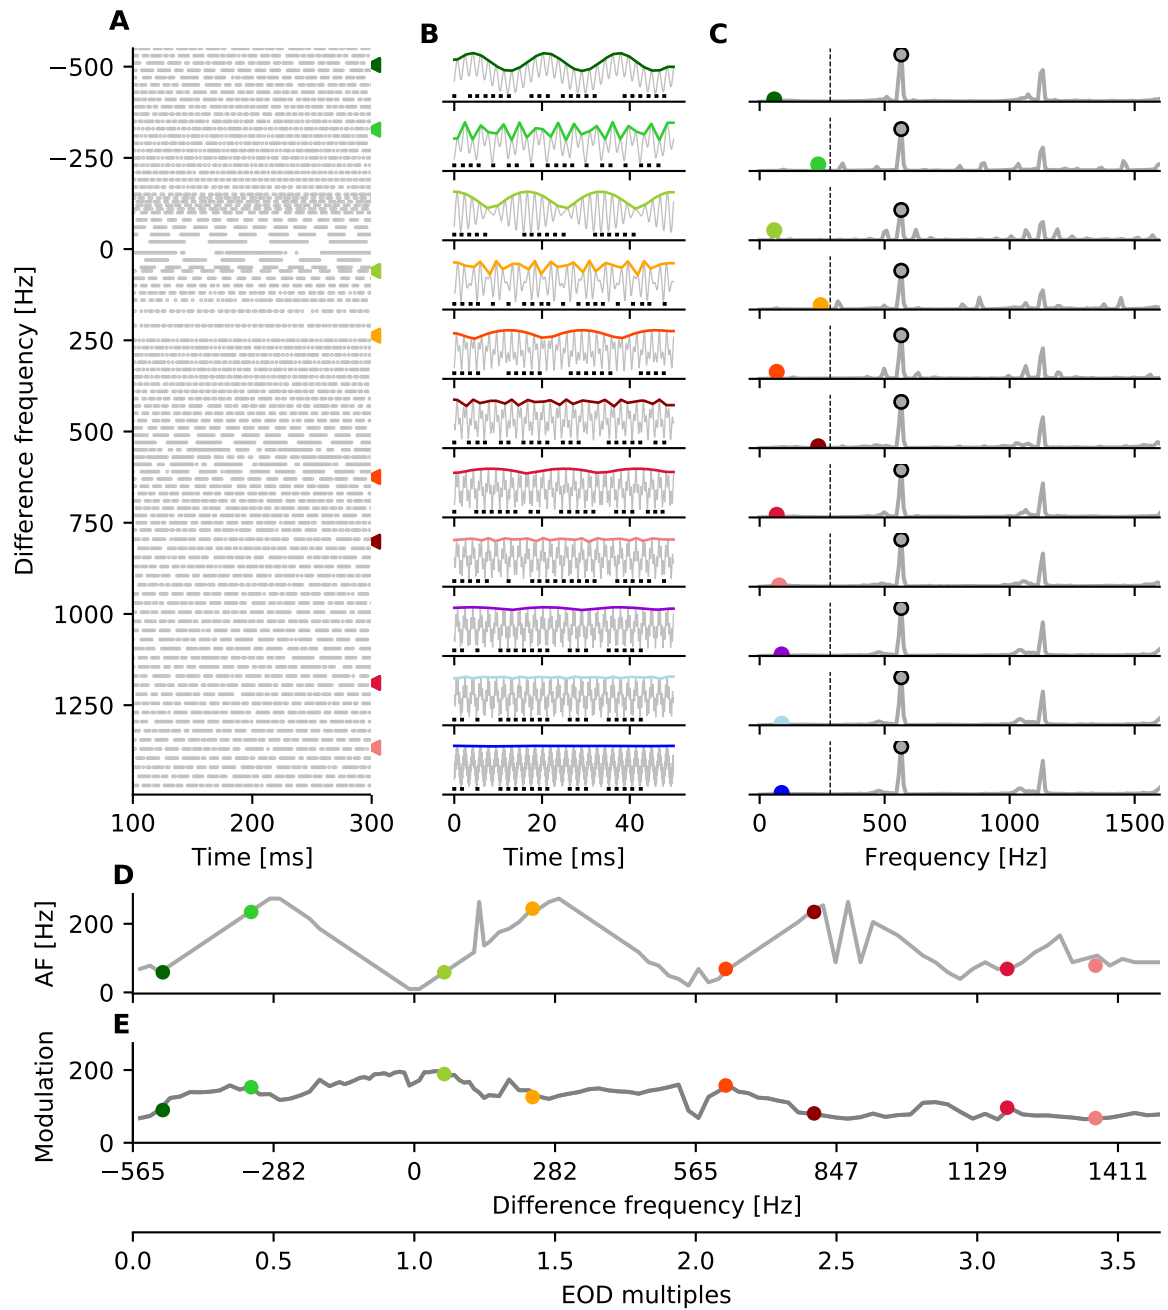 A
B
C
Difference frequency [Hz]
−500
−250
0
250
500
750
1000
1250
100 200 300
Time [ms]
0 20 40
Time [ms]
0 500 1000 1500
Frequency [Hz]
D
AF [Hz]
200
0
E
Modulation
200
0
−565 −282 0 282 565 847 1129 1411
Difference frequency [Hz]
0.0 0.5 1.0 1.5 2.0 2.5 3.0 3.5
EOD multiples